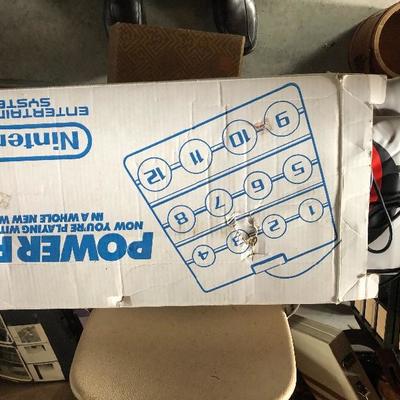 POWER P
NOW YOU'RE PLAYING WIT
IN A WHOLE NEW W
1 2 3 4
5 6 7 8
9 10 11 12
Ninten
ENTERTAIN
SYSTE